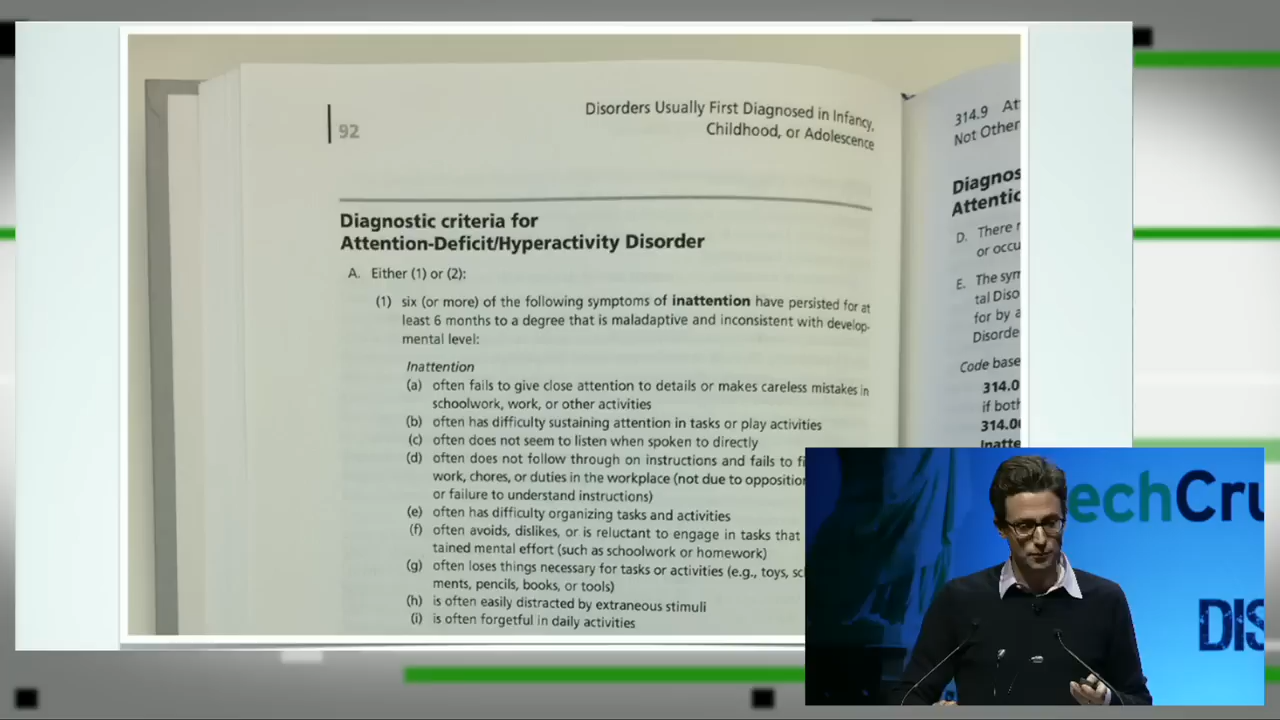 92
Disorders Usually First Diagnosed in Infancy,
Childhood, or Adolescence
Diagnostic criteria for
Attention-Deficit/Hyperactivity Disorder
A. Either (1) or (2):
(1) six (or more) of the following symptoms of inattention have persisted for at
least 6 months to a degree that is maladaptive and inconsistent with develop-
mental level:
Inattention
(a) often fails to give close attention to details or makes careless mistakes in
schoolwork, work, or other activities
(b) often has difficulty sustaining attention in tasks or play activities
(c) often does not seem to listen when spoken to directly
(d) often does not follow through on instructions and fails to fi
work, chores, or duties in the workplace (not due to opposition
or failure to understand instructions)
(e) often has difficulty organizing tasks and activities
(f) often avoids, dislikes, or is reluctant to engage in tasks that
tained mental effort (such as schoolwork or homework)
(g) often loses things necessary for tasks or activities (e.g., toys, sc
ments, pencils, books, or tools)
(h) is often easily distracted by extraneous stimuli
(i) is often forgetful in daily activities
314.9 At
Not Other
Diagnos
Attentic
D. There r
or occu
E. The sym
tal Diso
for by a
Disorde
Code base
314.0
if both
314.0
Inatte
echCru
DIS